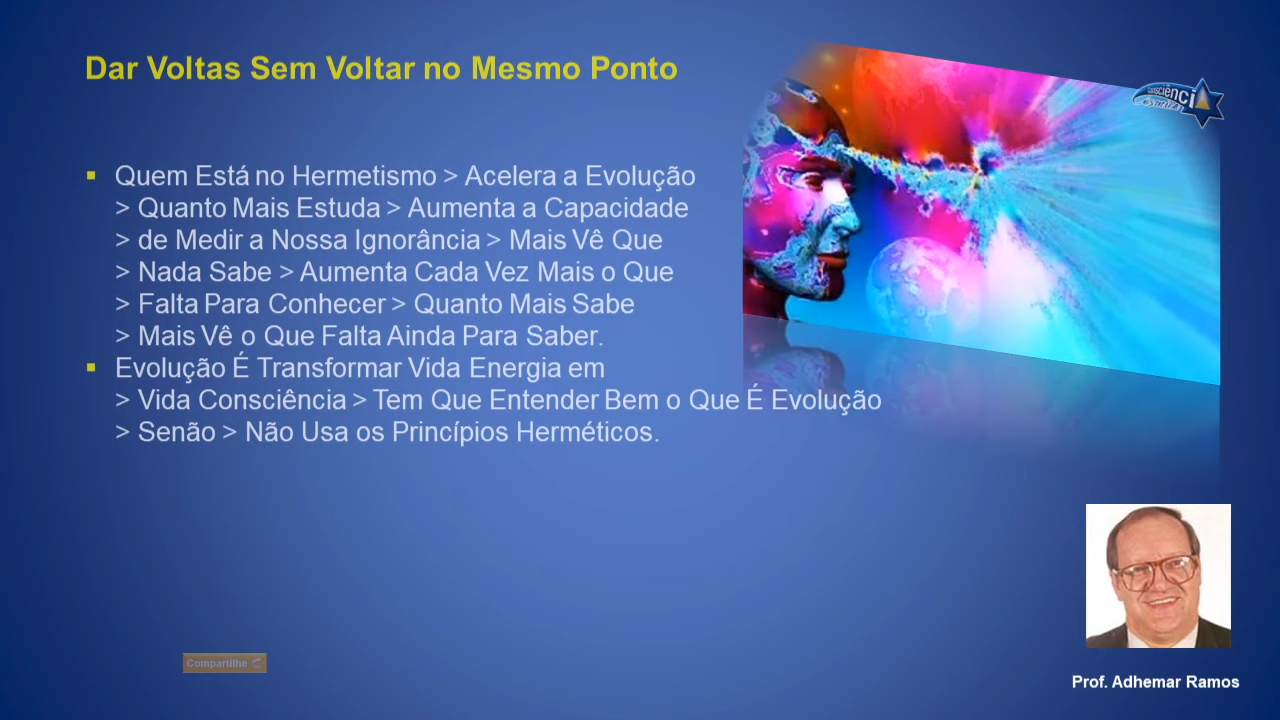 Dar Voltas Sem Voltar no Mesmo Ponto
consciênci
Cósmica
▪ Quem Está no Hermetismo > Acelera a Evolução
> Quanto Mais Estuda > Aumenta a Capacidade
> de Medir a Nossa Ignorância > Mais Vê Que
> Nada Sabe > Aumenta Cada Vez Mais o Que
> Falta Para Conhecer > Quanto Mais Sabe
> Mais Vê o Que Falta Ainda Para Saber.
▪ Evolução É Transformar Vida Energia em
> Vida Consciência > Tem Que Entender Bem o Que É Evolução
> Senão > Não Usa os Princípios Herméticos.
Compartilhe
Prof. Adhemar Ramos